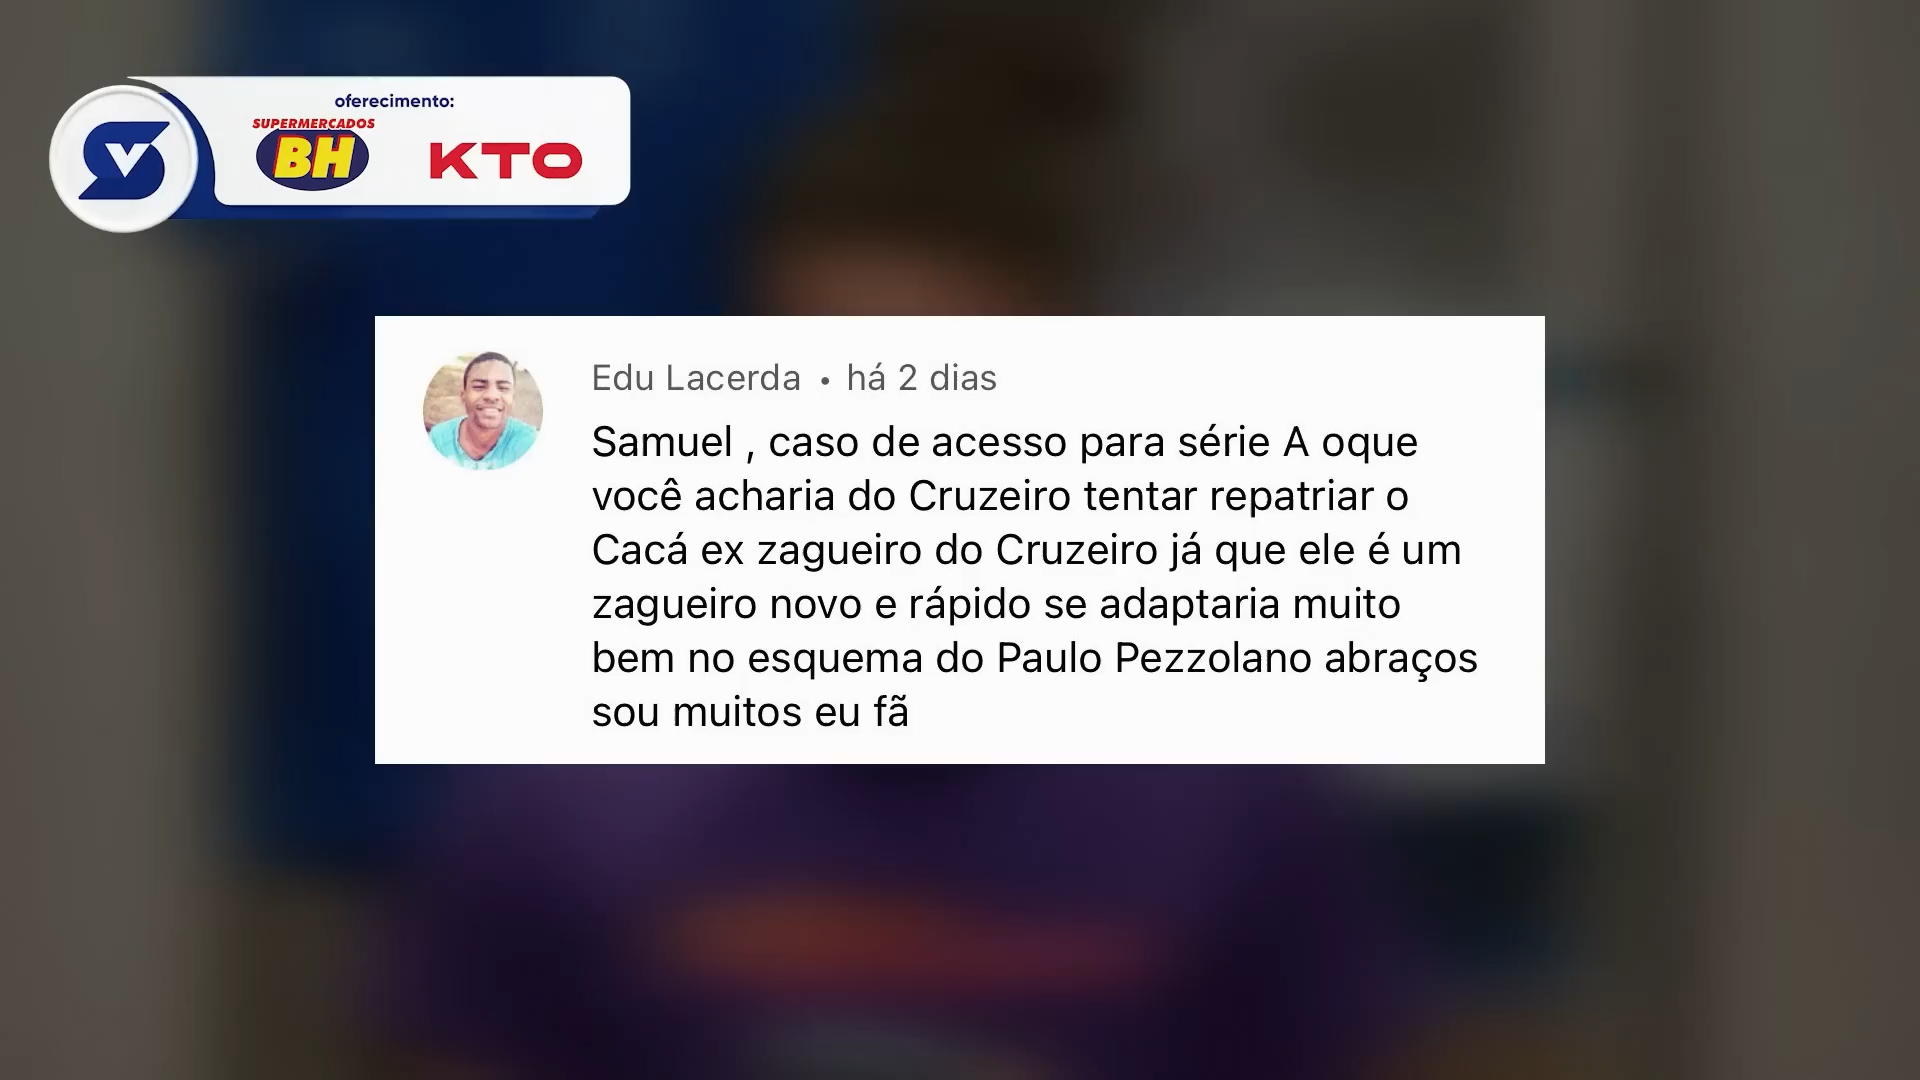 oferecimento:
SUPERMERCADOS
BH
KTO
Edu Lacerda • há 2 dias
Samuel , caso de acesso para série A oque
você acharia do Cruzeiro tentar repatriar o
Cacá ex zagueiro do Cruzeiro já que ele é um
zagueiro novo e rápido se adaptaria muito
bem no esquema do Paulo Pezzolano abraços
sou muitos eu fã